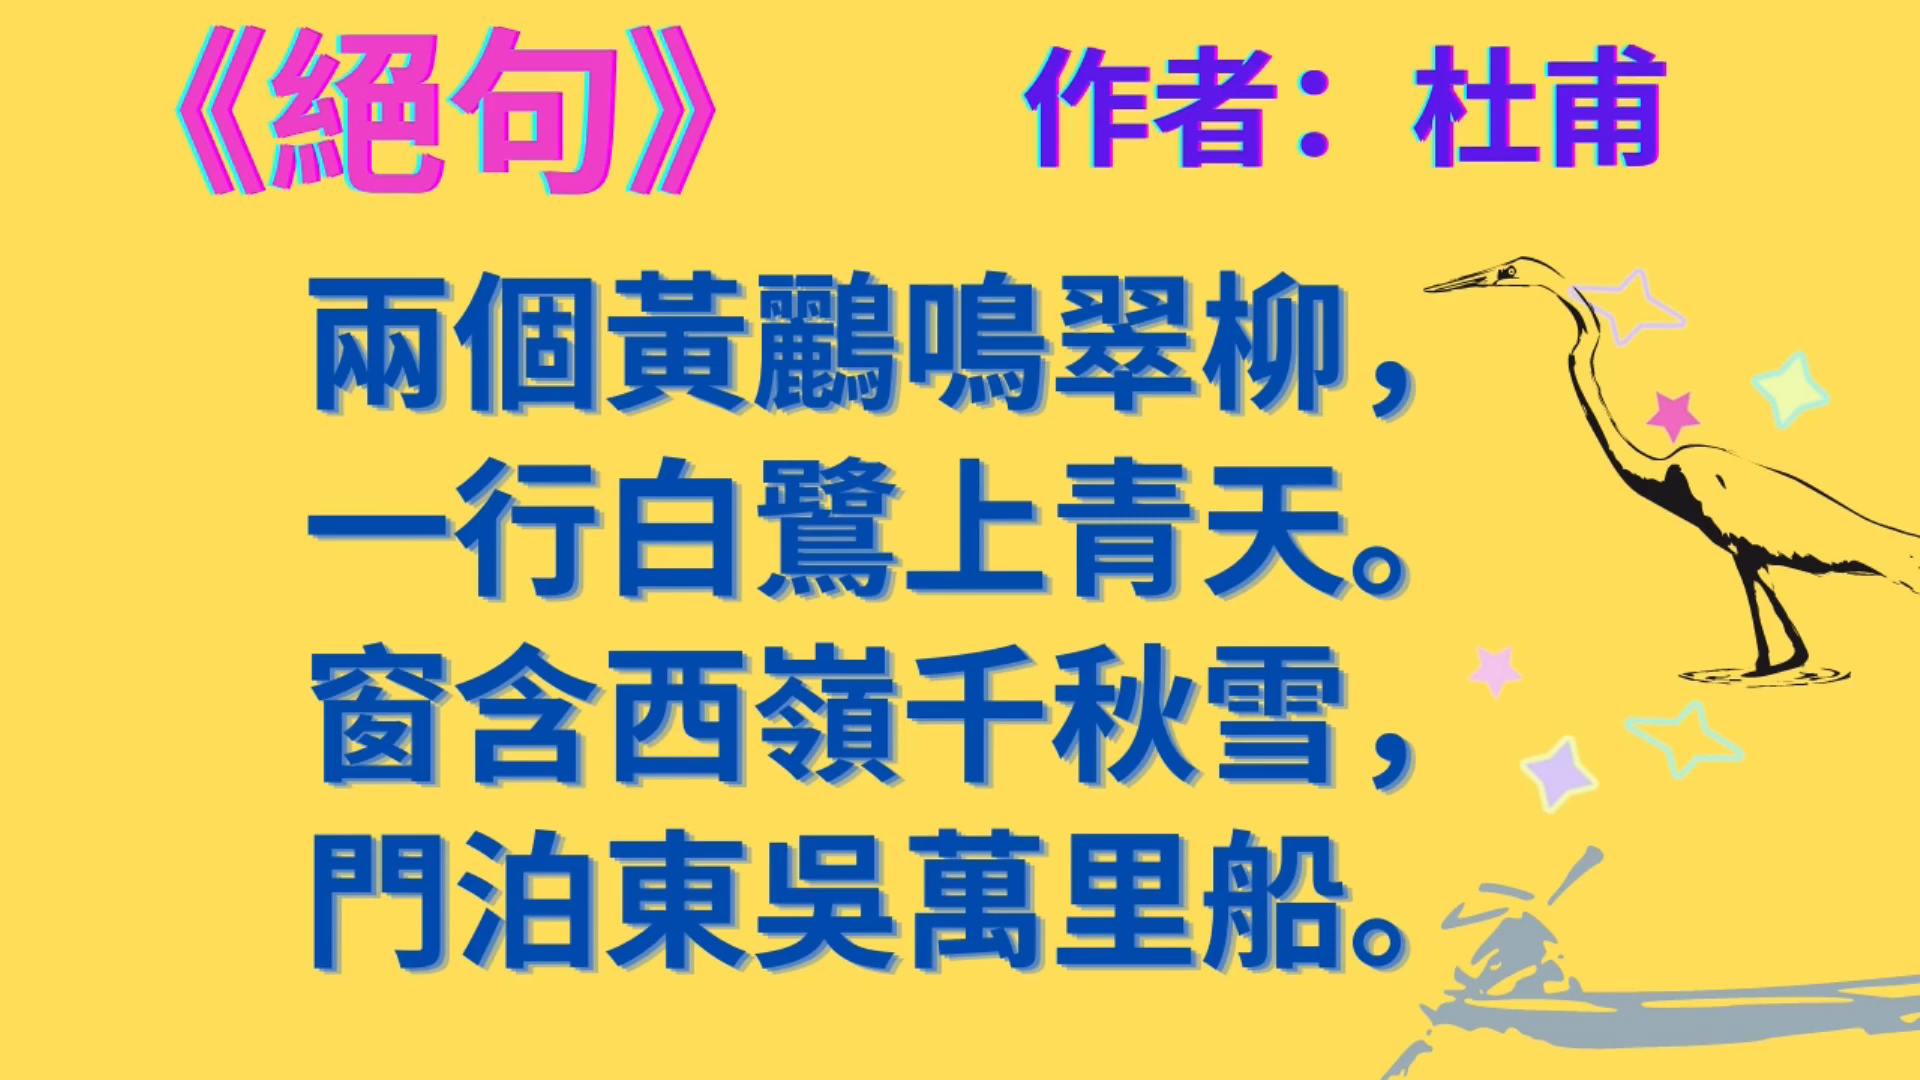 《絕句》 作者：杜甫
兩個黃鸝鳴翠柳，
一行白鷺上青天。
窗含西嶺千秋雪，
門泊東吳萬里船。